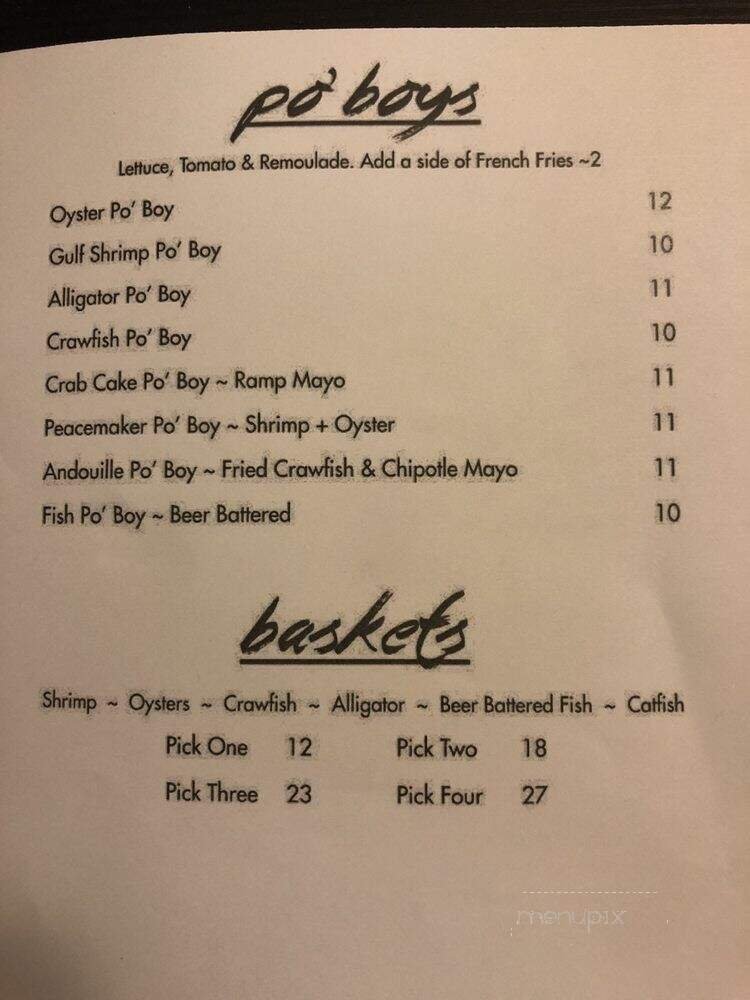 po' boys
Lettuce, Tomato & Remoulade. Add a side of French Fries ~2
Oyster Po' Boy 12
Gulf Shrimp Po' Boy 10
Alligator Po' Boy 11
Crawfish Po' Boy 10
Crab Cake Po' Boy ~ Ramp Mayo 11
Peacemaker Po' Boy ~ Shrimp + Oyster 11
Andouille Po' Boy ~ Fried Crawfish & Chipotle Mayo 11
Fish Po' Boy ~ Beer Battered 10
baskets
Shrimp ~ Oysters ~ Crawfish ~ Alligator ~ Beer Battered Fish ~ Catfish
Pick One 12 Pick Two 18
Pick Three 23 Pick Four 27
menupix